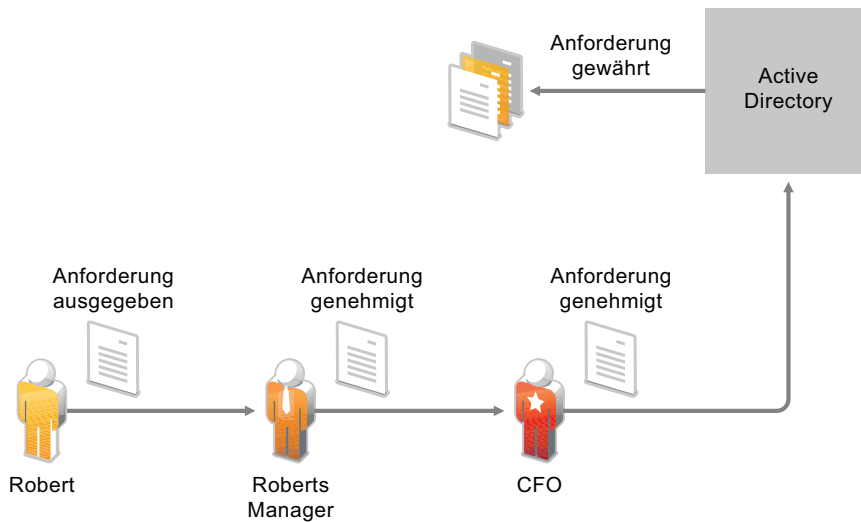 Anforderung
gewährt
Active
Directory
Anforderung
ausgegeben
Anforderung
genehmigt
Anforderung
genehmigt
Robert
Roberts
Manager
CFO